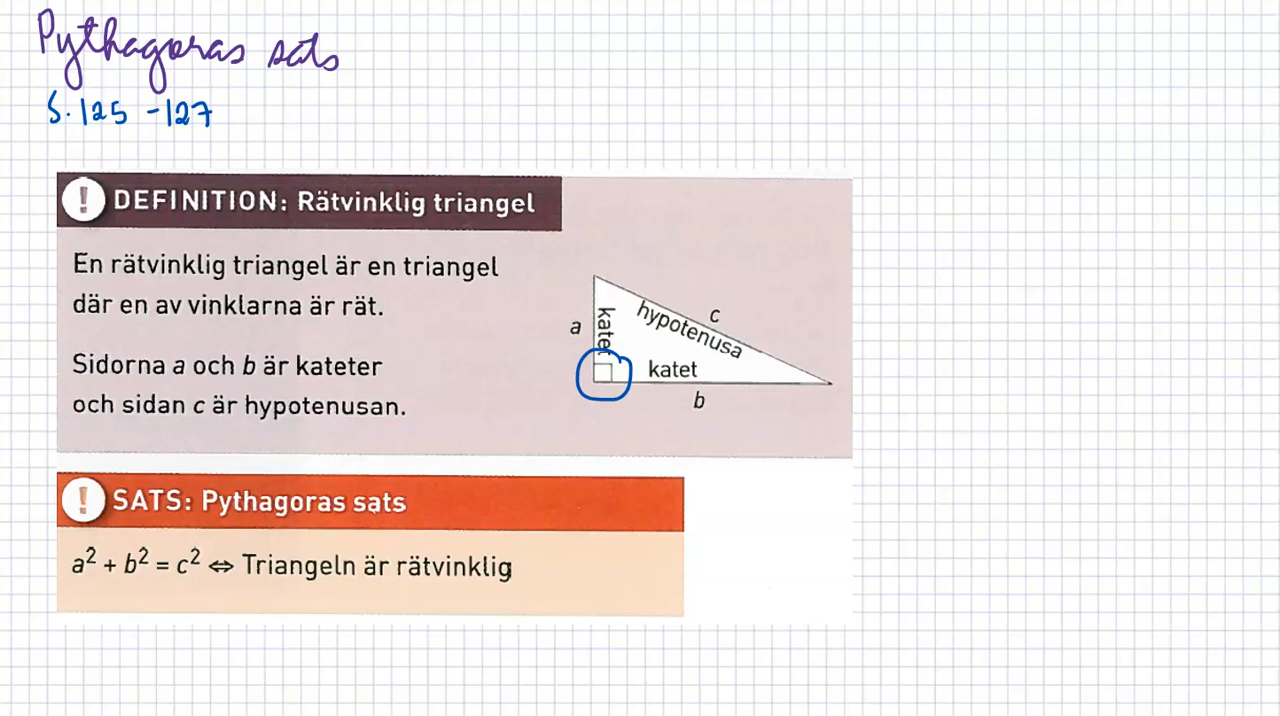 Pythagoras sats
S. 125 - 127
! DEFINITION: Rätvinklig triangel
En rätvinklig triangel är en triangel
där en av vinklarna är rät.
Sidorna a och b är kateter
och sidan c är hypotenusan.
a
katet
hypotenusa
c
katet
b
! SATS: Pythagoras sats
a² + b² = c² ⇔ Triangeln är rätvinklig